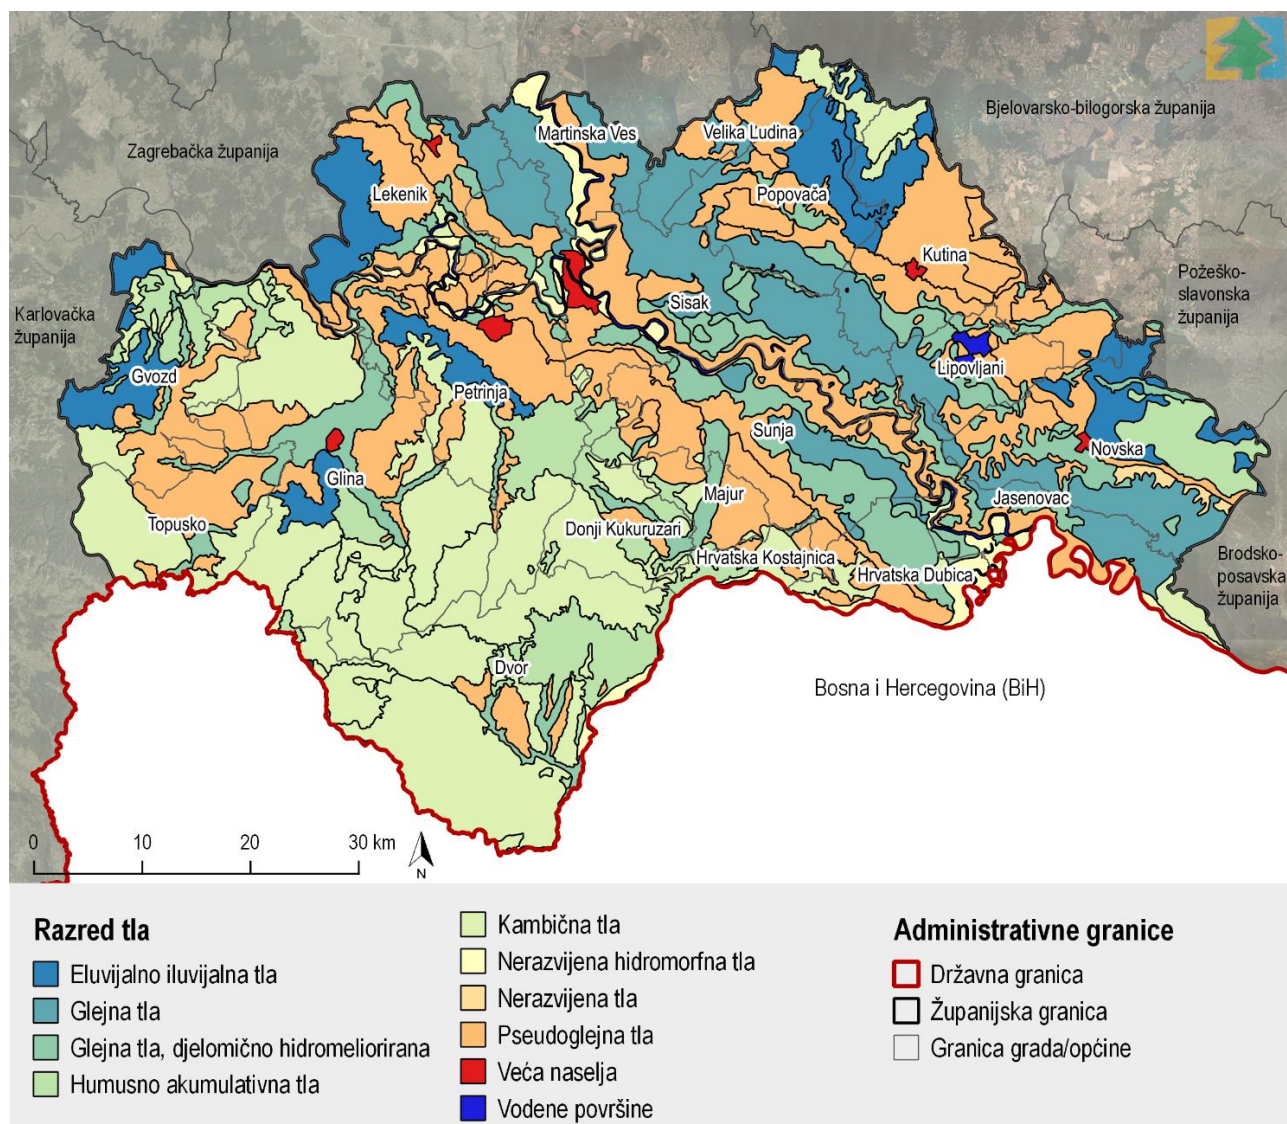 Bjelovarsko-bilogorska županija
Martinska Ves
Velika Ludina
Zagrebačka županija
Lekenik
Popovača
Kutina
Požeško-
slavonska
županija
Karlovačka
županija
Sisak
Gvozd
Petrinja
Lipovljani
Sunja
Novska
Glina
Majur
Jasenovac
Topusko
Donji Kukuruzari
Hrvatska Kostajnica
Hrvatska Dubica
Brodsko-
posavska
županija
Dvor
Bosna i Hercegovina (BiH)
0 10 20 30 km
N
Razred tla
Eluvijalno iluvijalna tla
Glejna tla
Glejna tla, djelomično hidromeliorirana
Humusno akumulativna tla
Kambična tla
Nerazvijena hidromorfna tla
Nerazvijena tla
Pseudoglejna tla
Veća naselja
Vodene površine
Administrativne granice
Državna granica
Županijska granica
Granica grada/općine